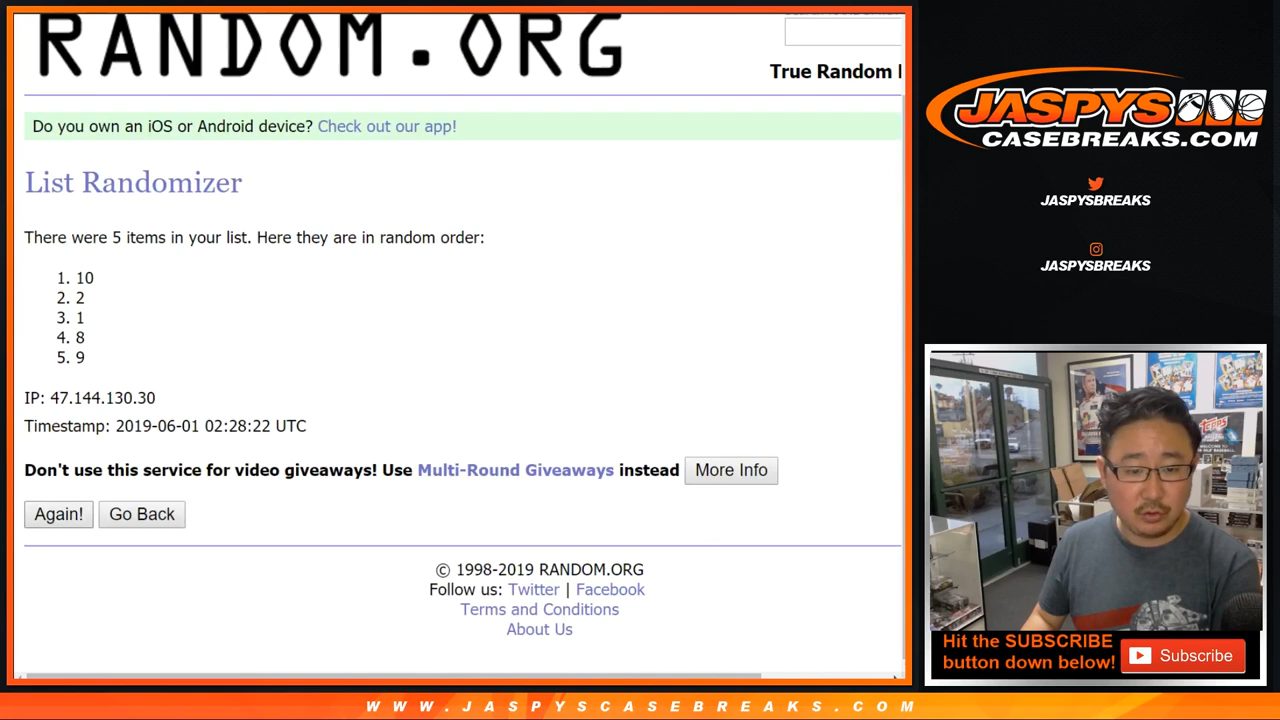 RANDOM.ORG
True Random
Do you own an iOS or Android device? Check out our app!
List Randomizer
There were 5 items in your list. Here they are in random order:
1. 10
2. 2
3. 1
4. 8
5. 9
IP: 47.144.130.30
Timestamp: 2019-06-01 02:28:22 UTC
Don't use this service for video giveaways! Use Multi-Round Giveaways instead More Info
Again! Go Back
© 1998-2019 RANDOM.ORG
Follow us: Twitter | Facebook
Terms and Conditions
About Us
JASPYS
CASEBREAKS.COM
JASPYSBREAKS
JASPYSBREAKS
TOPPS
Hit the SUBSCRIBE
button down below!
Subscribe
WWW.JASPYSCASEBREAKS.COM